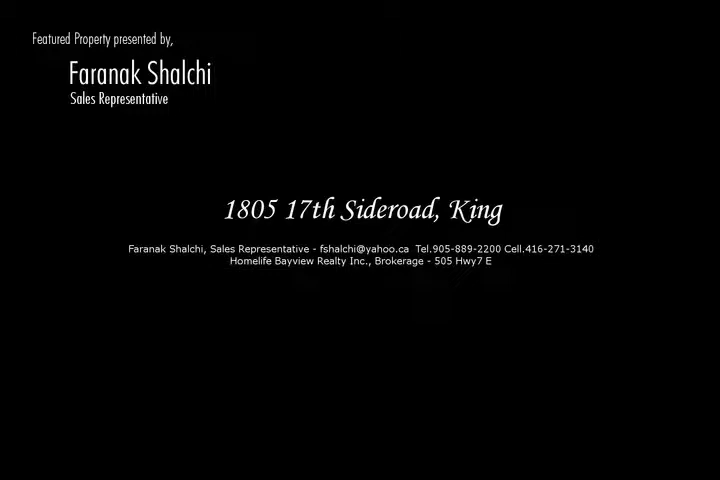 Featured Property presented by,
Faranak Shalchi
Sales Representative
1805 17th Sideroad, King
Faranak Shalchi, Sales Representative - fshalchi@yahoo.ca Tel.905-889-2200 Cell.416-271-3140
Homelife Bayview Realty Inc., Brokerage - 505 Hwy7 E